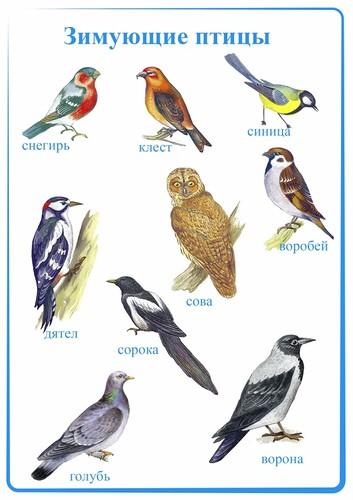 Зимующие птицы
снегирь
клест
синица
воробей
сова
дятел
сорока
голубь
ворона